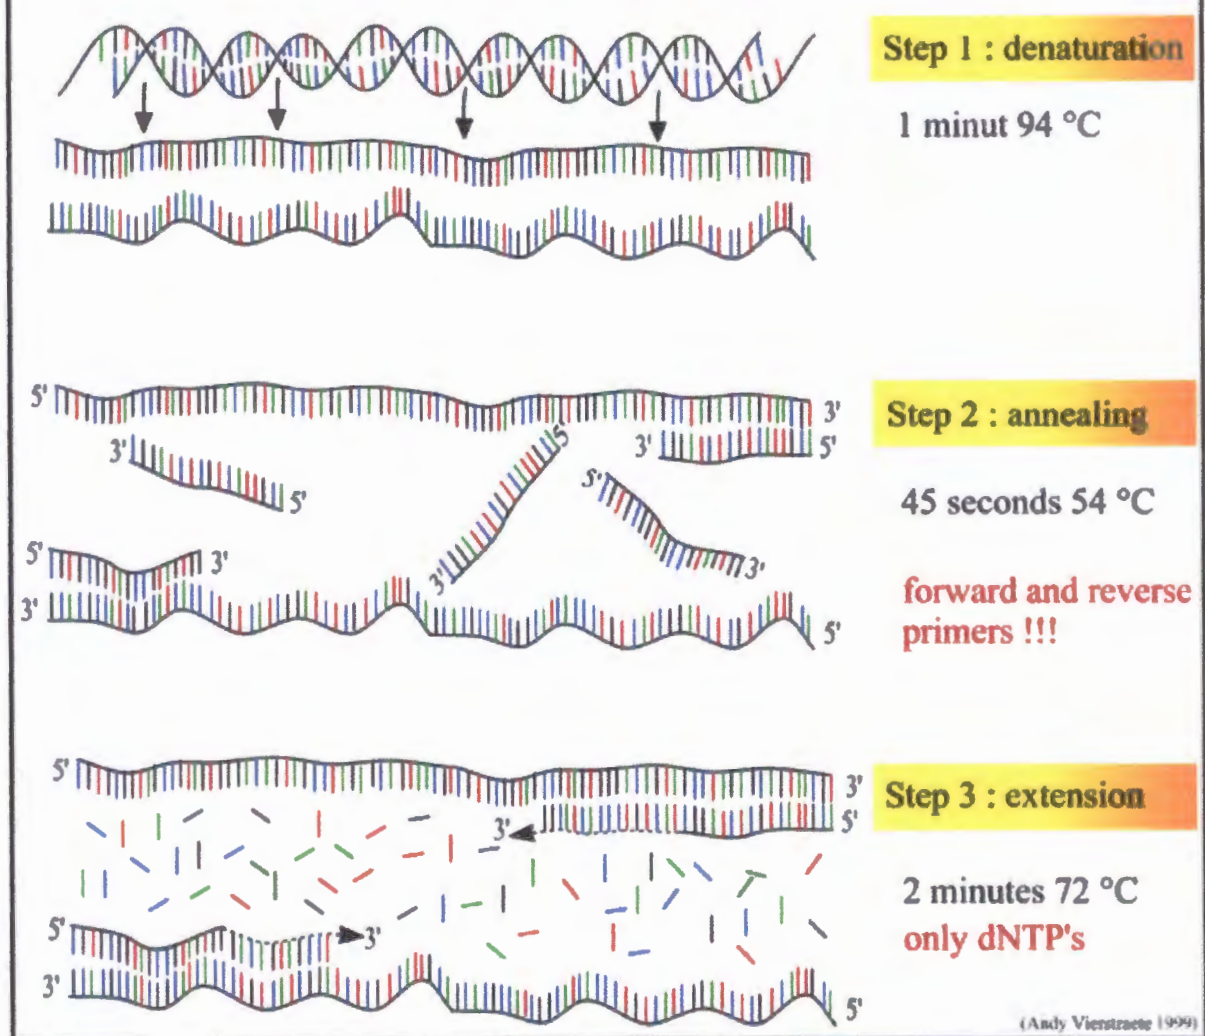 Step 1 : denaturation
1 minut 94 °C
5'
3'
Step 2 : annealing
3'
5'
3'
5'
5'
3'
5'
3'
3'
5'
3'
5'
45 seconds 54 °C
forward and reverse
primers !!!
5'
3'
Step 3 : extension
3'
5'
2 minutes 72 °C
only dNTP's
5'
3'
3'
5'
(Andy Vierstraete 1999)